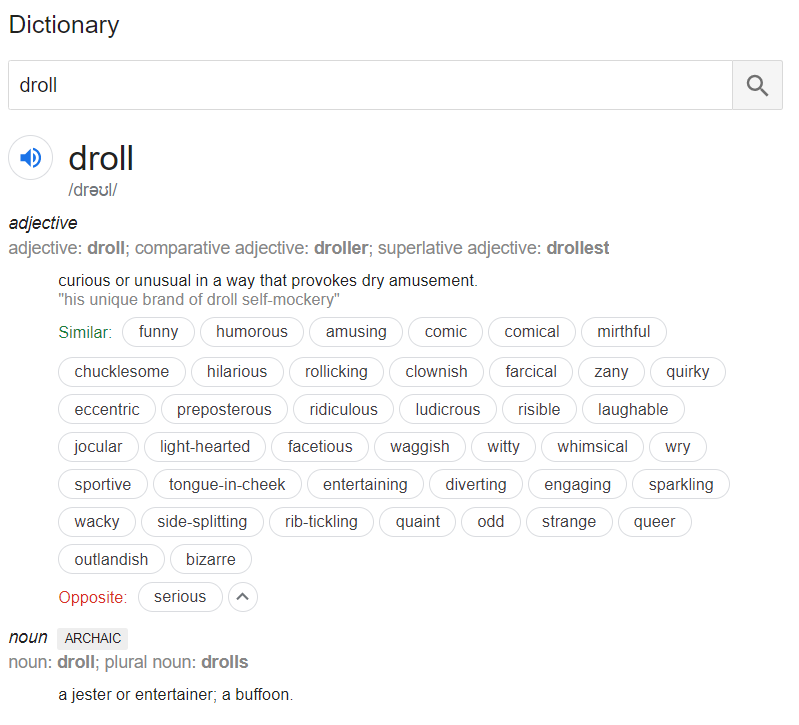 Dictionary
droll
droll
/drəʊl/
adjective
adjective: droll; comparative adjective: droller; superlative adjective: drollest
curious or unusual in a way that provokes dry amusement.
"his unique brand of droll self-mockery"
Similar: funny humorous amusing comic comical mirthful
chucklesome hilarious rollicking clownish farcical zany quirky
eccentric preposterous ridiculous ludicrous risible laughable
jocular light-hearted facetious waggish witty whimsical wry
sportive tongue-in-cheek entertaining diverting engaging sparkling
wacky side-splitting rib-tickling quaint odd strange queer
outlandish bizarre
Opposite: serious
noun ARCHAIC
noun: droll; plural noun: drolls
a jester or entertainer; a buffoon.